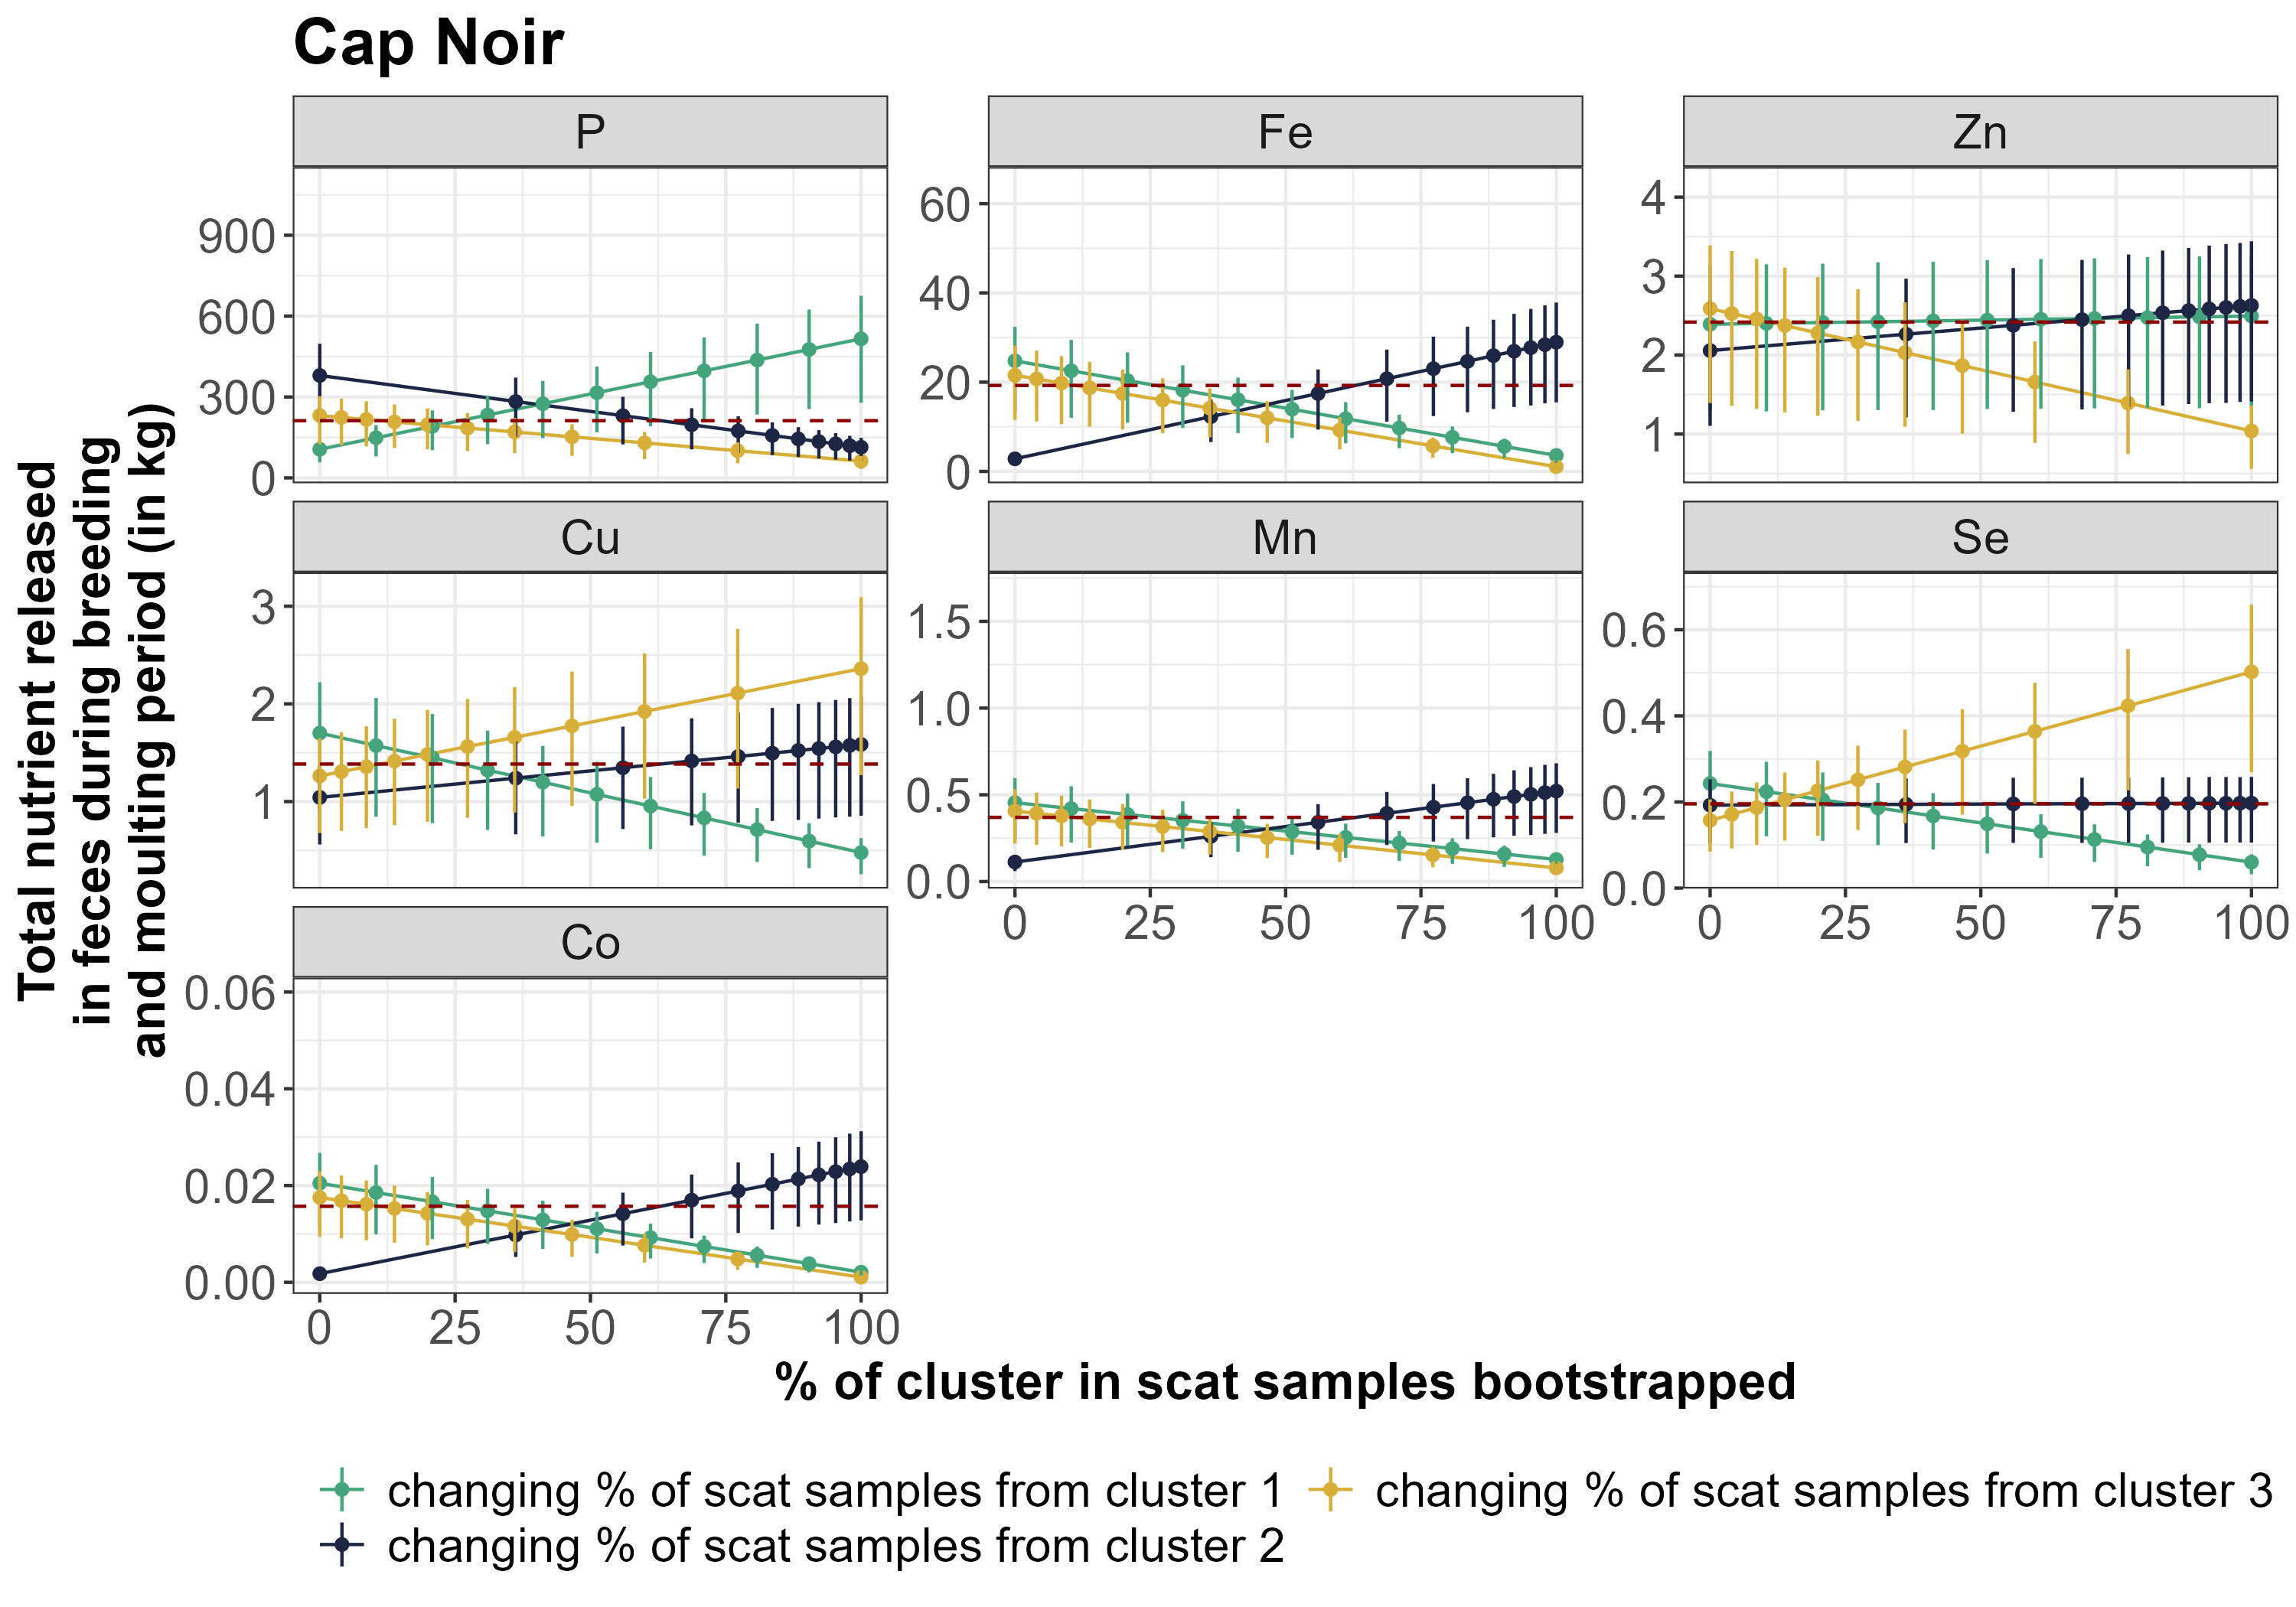 Cap Noir
P
Fe
Zn
900
600
300
0
60
40
20
0
4
3
2
1
Cu
Mn
Se
3
2
1
1.5
1.0
0.5
0.0
0.6
0.4
0.2
0.0
0 25 50 75 100
0 25 50 75 100
Co
0.06
0.04
0.02
0.00
0 25 50 75 100
Total nutrient released
in feces during breeding
and moulting period (in kg)
% of cluster in scat samples bootstrapped
changing % of scat samples from cluster 1
changing % of scat samples from cluster 3
changing % of scat samples from cluster 2